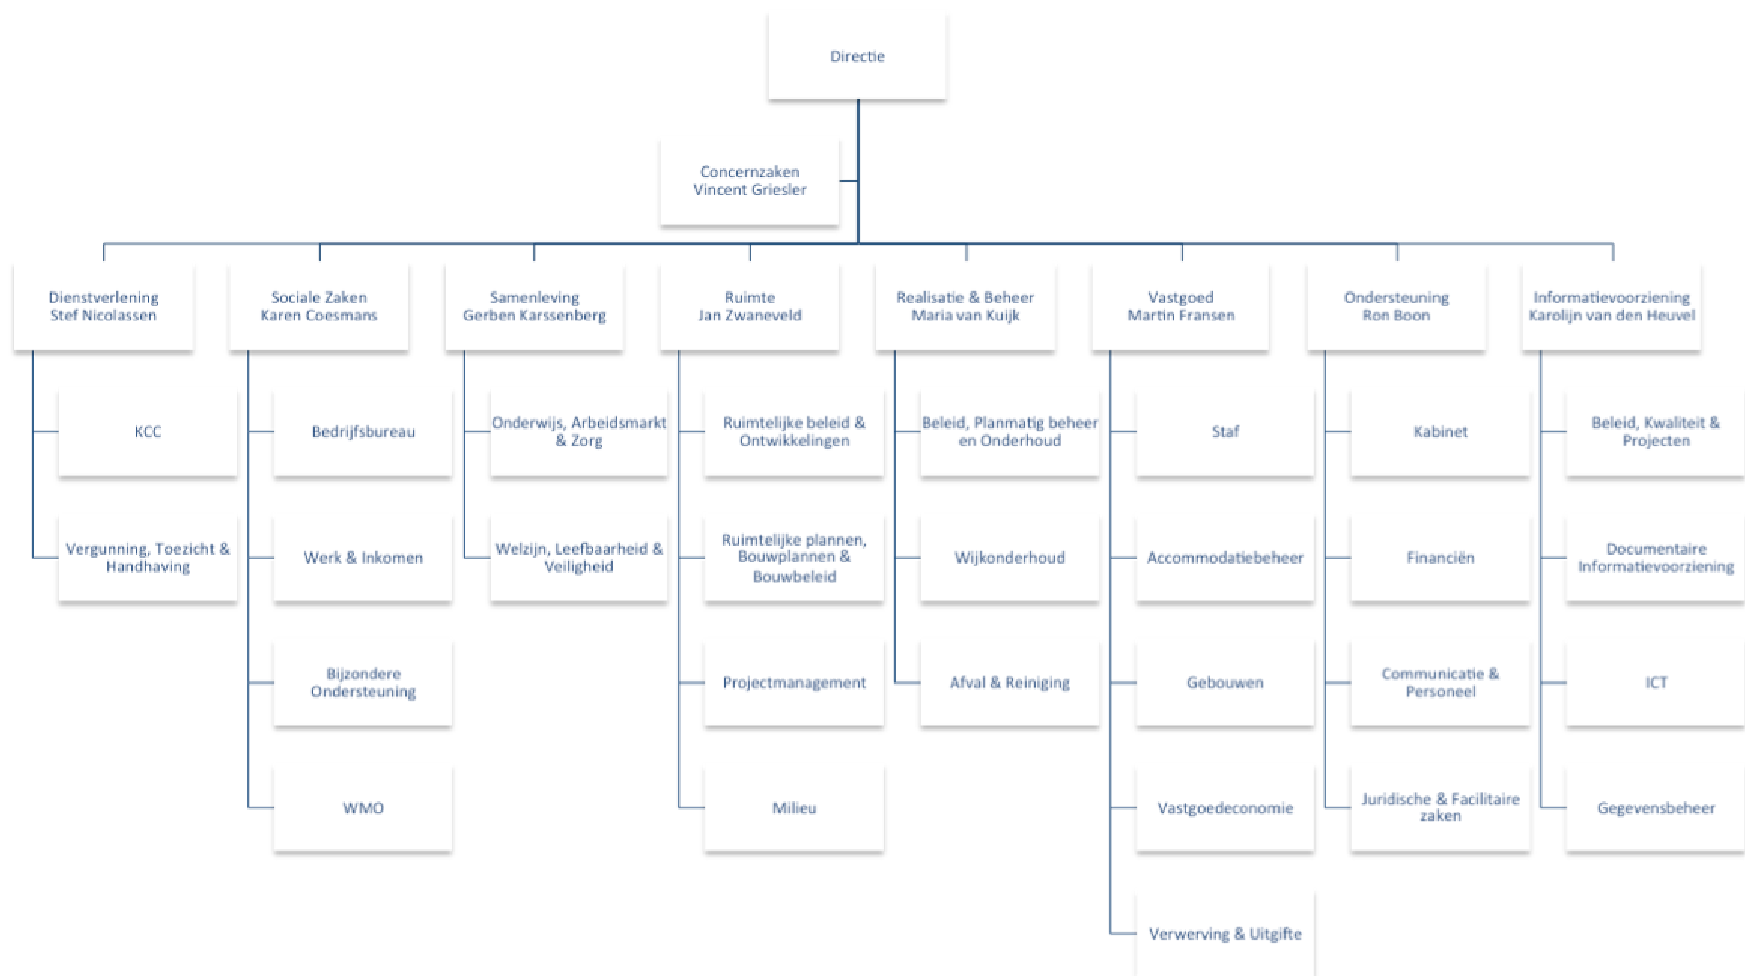 Directie
Concernzaken
Vincent Griesler
Dienstverlening
Stef Nicolassen
Sociale Zaken
Karen Coesmans
Samenleving
Gerben Karssenberg
Ruimte
Jan Zwaneveld
Realisatie & Beheer
Maria van Kuijk
Vastgoed
Martin Fransen
Ondersteuning
Ron Boon
Informatievoorziening
Karolijn van den Heuvel
KCC
Bedrijfsbureau
Onderwijs, Arbeidsmarkt
& Zorg
Ruimtelijke beleid &
Ontwikkelingen
Beleid, Planmatig beheer
en Onderhoud
Staf
Kabinet
Beleid, Kwaliteit &
Projecten
Vergunning, Toezicht &
Handhaving
Werk & Inkomen
Welzijn, Leefbaarheid &
Veiligheid
Ruimtelijke plannen,
Bouwplannen &
Bouwbeleid
Wijkonderhoud
Accommodatiebeheer
Financiën
Documentaire
Informatievoorziening
Bijzondere
Ondersteuning
Projectmanagement
Afval & Reiniging
Gebouwen
Communicatie &
Personeel
ICT
WMO
Milieu
Vastgoedeconomie
Juridische & Facilitaire
zaken
Gegevensbeheer
Verwerving & Uitgifte